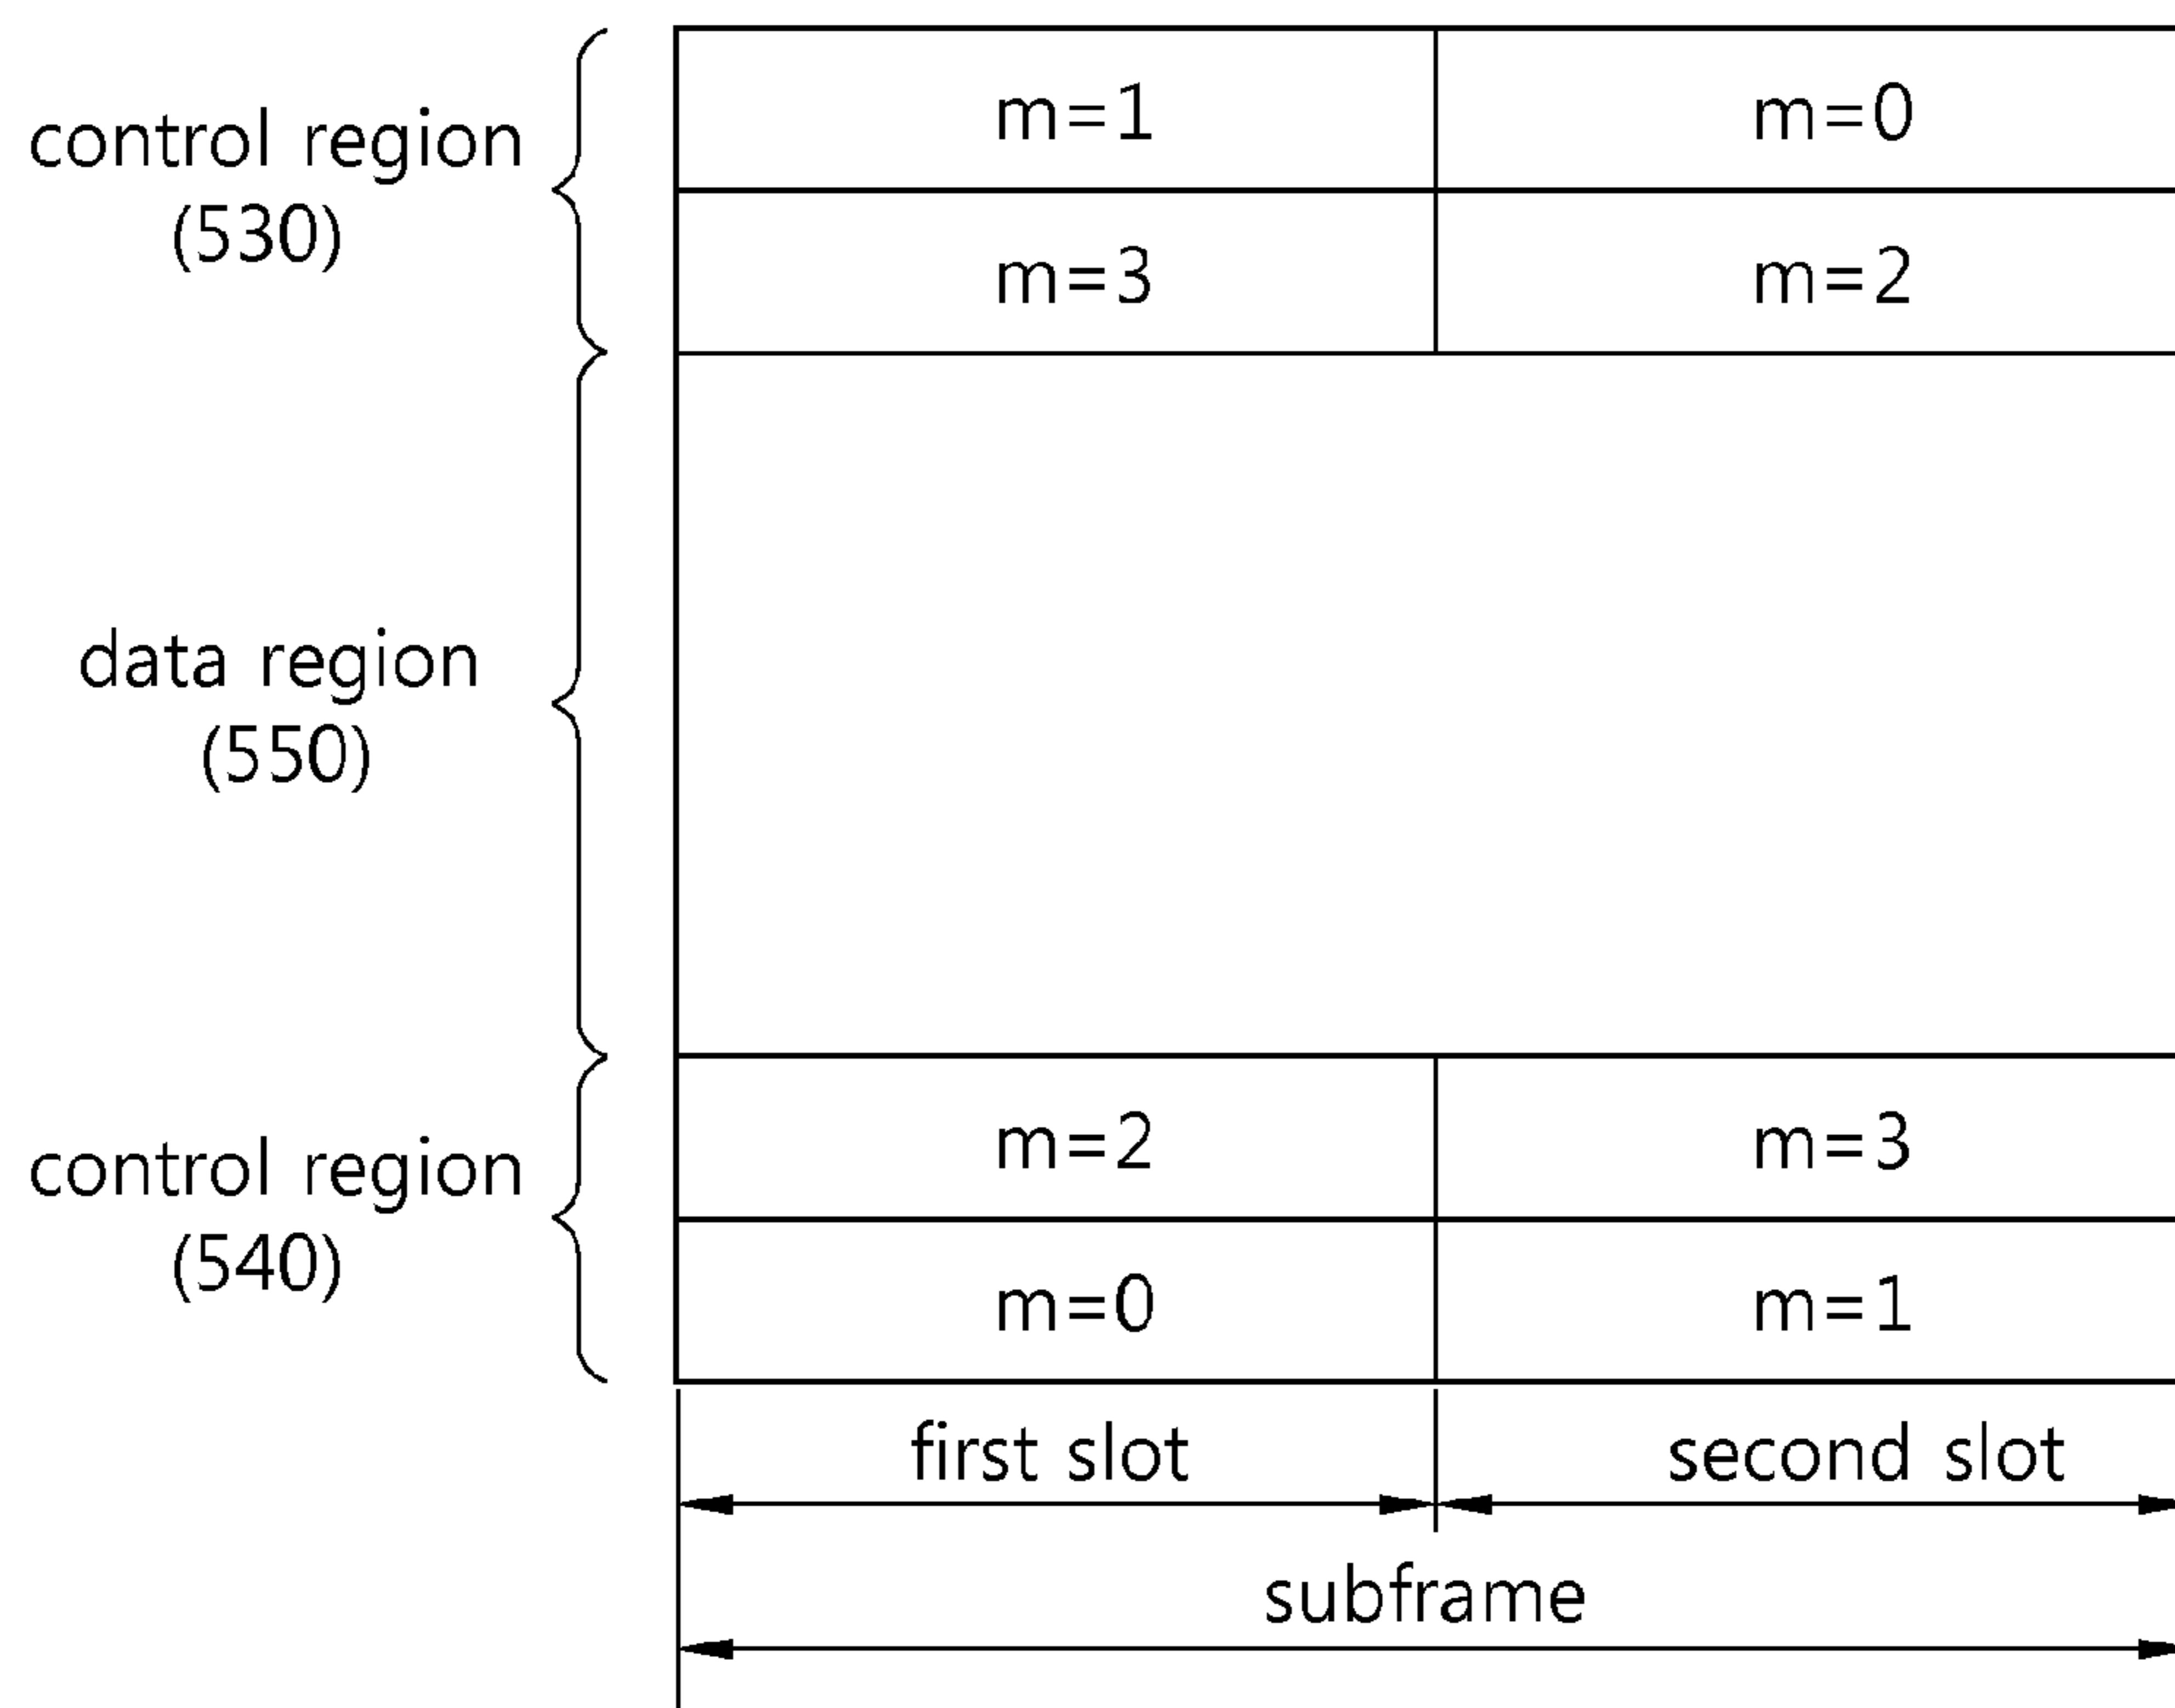 control region
(530)
m=1
m=0
m=3
m=2
data region
(550)
control region
(540)
m=2
m=3
m=0
m=1
first slot
second slot
subframe